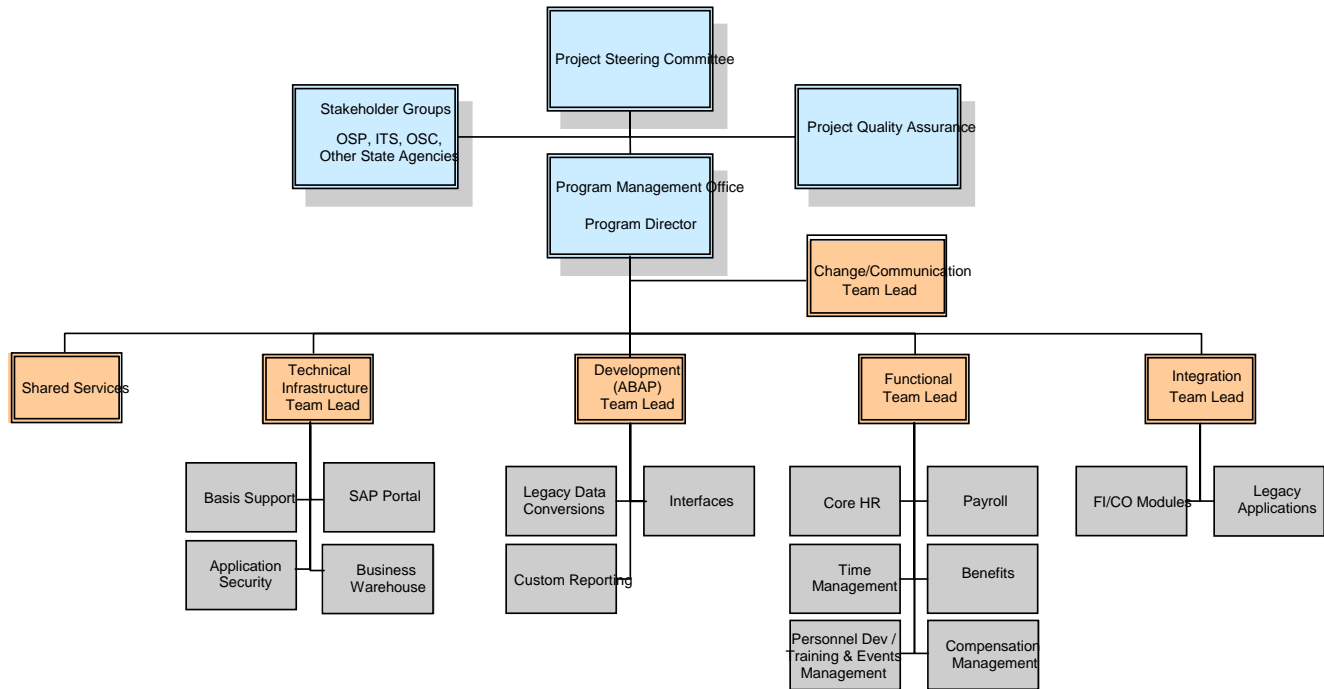 Project Steering Committee
Stakeholder Groups
OSP, ITS, OSC,
Other State Agencies
Project Quality Assurance
Program Management Office
Program Director
Change/Communication
Team Lead
Shared Services
Technical
Infrastructure
Team Lead
Development
(ABAP)
Team Lead
Functional
Team Lead
Integration
Team Lead
Basis Support
SAP Portal
Application
Security
Business
Warehouse
Legacy Data
Conversions
Interfaces
Custom Reporting
Core HR
Payroll
Time
Management
Benefits
Personnel Dev /
Training & Events
Management
Compensation
Management
FI/CO Modules
Legacy
Applications